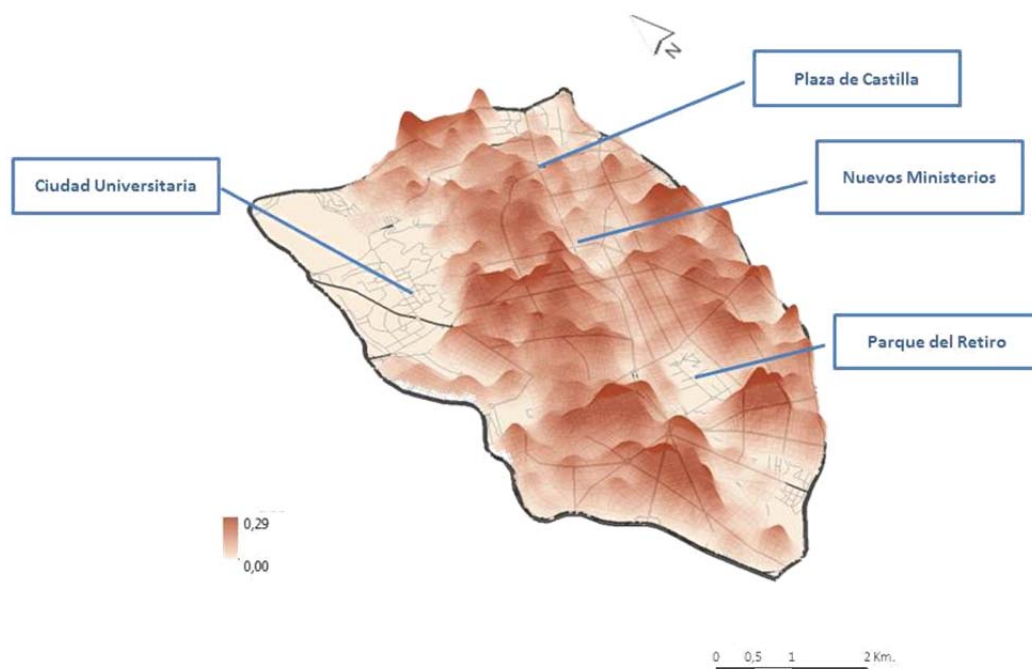 N
Plaza de Castilla
Ciudad Universitaria
Nuevos Ministerios
Parque del Retiro
0,29
0,00
0 0,5 1 2 Km.